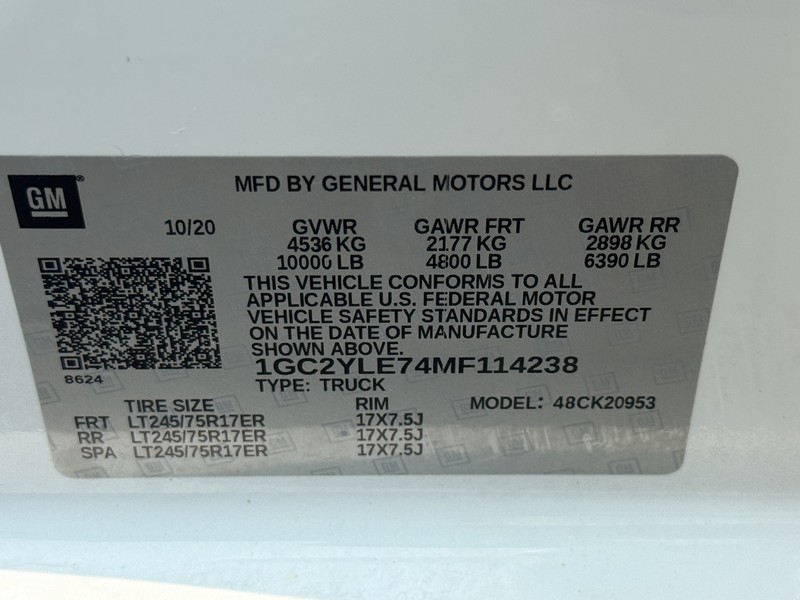 GM
MFD BY GENERAL MOTORS LLC
10/20 GVWR GAWR FRT GAWR RR
4536 KG 2177 KG 2898 KG
10000 LB 4800 LB 6390 LB
THIS VEHICLE CONFORMS TO ALL
APPLICABLE U.S. FEDERAL MOTOR
VEHICLE SAFETY STANDARDS IN EFFECT
ON THE DATE OF MANUFACTURE
SHOWN ABOVE.
1GC2YLE74MF114238
8624
TYPE: TRUCK
TIRE SIZE RIM MODEL: 48CK20953
FRT LT245/75R17ER 17X7.5J
RR LT245/75R17ER 17X7.5J
SPA LT245/75R17ER 17X7.5J